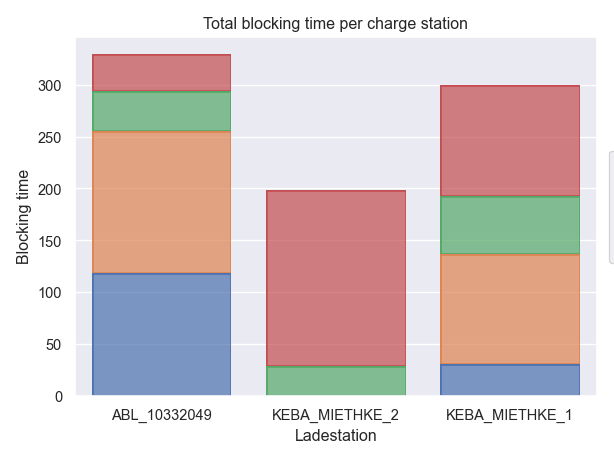 Total blocking time per charge station
300
250
200
150
100
50
0
Blocking time
ABL_10332049
KEBA_MIETHKE_2
KEBA_MIETHKE_1
Ladestation